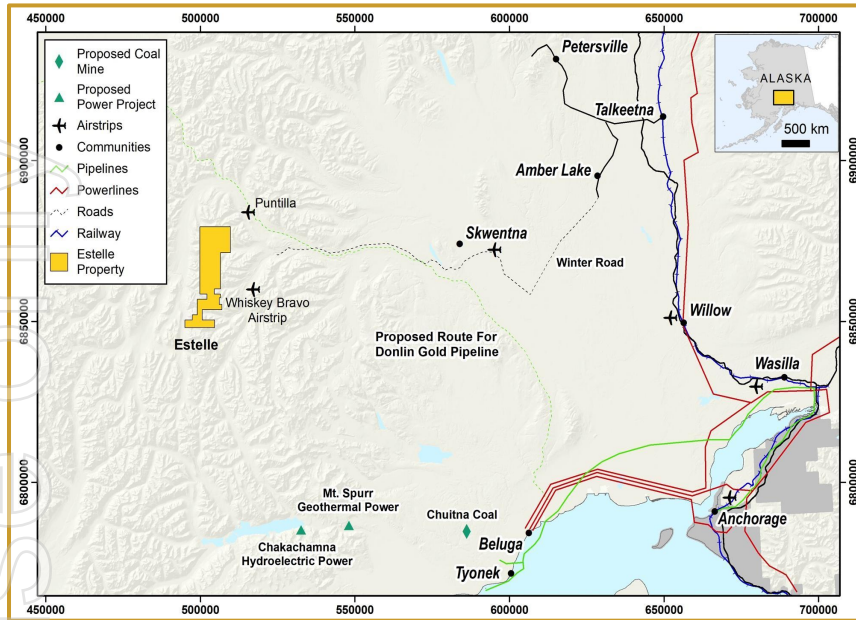 450000
500000
550000
600000
650000
700000
Proposed Coal
Mine
Proposed
Power Project
Airstrips
Communities
Pipelines
Powerlines
Roads
Railway
Estelle
Property
ALASKA
500 km
Petersville
Talkeetna
Amber Lake
6900000
6900000
Puntilla
Skwentna
Winter Road
Whiskey Bravo
Airstrip
Estelle
6850000
6850000
Proposed Route For
Donlin Gold Pipeline
Willow
Wasilla
6800000
6800000
Mt. Spurr
Geothermal Power
Chuitna Coal
Chakachamna
Hydroelectric Power
Beluga
Anchorage
Tyonek
450000
500000
550000
600000
650000
700000